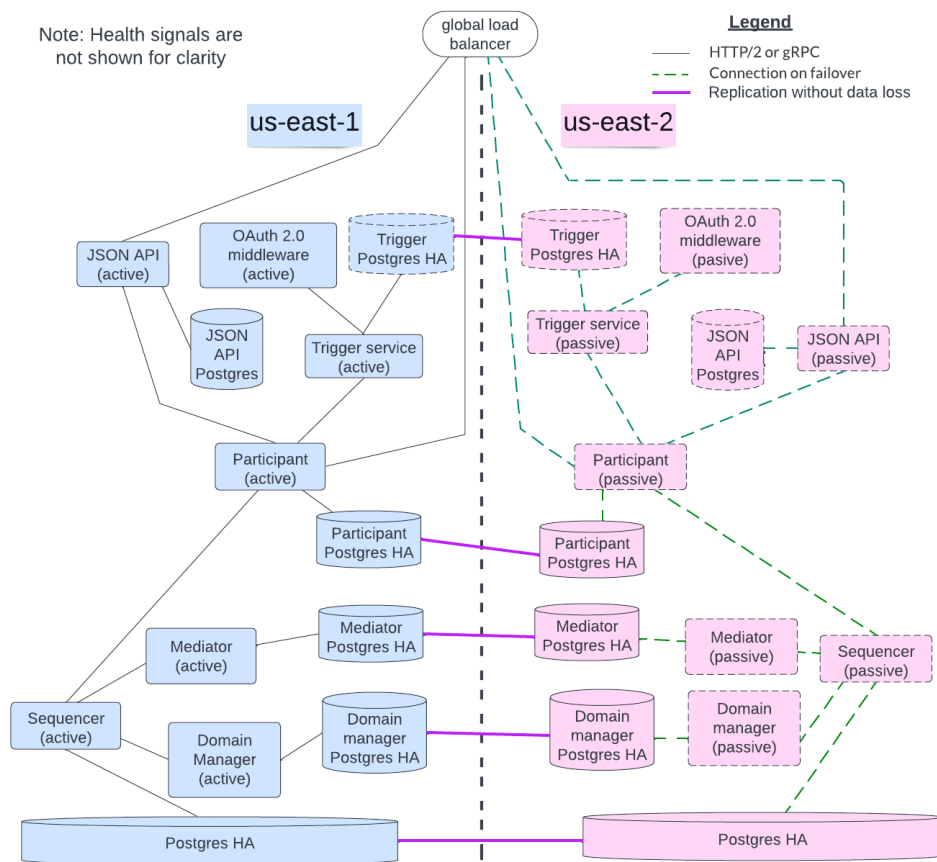 Note: Health signals are
not shown for clarity
global load
balancer
Legend
HTTP/2 or gRPC
Connection on failover
Replication without data loss
us-east-1
us-east-2
JSON API
(active)
OAuth 2.0
middleware
(active)
Trigger
Postgres HA
Trigger
Postgres HA
OAuth 2.0
middleware
(pasive)
JSON
API
Postgres
Trigger service
(active)
Trigger service
(passive)
JSON
API
Postgres
JSON API
(passive)
Participant
(active)
Participant
(passive)
Participant
Postgres HA
Participant
Postgres HA
Mediator
(active)
Mediator
Postgres HA
Mediator
Postgres HA
Mediator
(passive)
Sequencer
(passive)
Sequencer
(active)
Domain
Manager
(active)
Domain
manager
Postgres HA
Domain
manager
Postgres HA
Domain
manager
(passive)
Postgres HA
Postgres HA